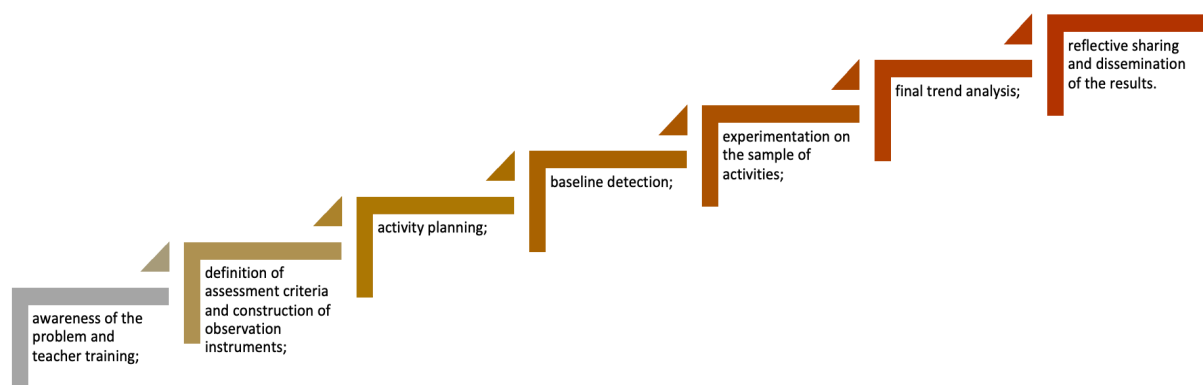 awareness of the
problem and
teacher training;
definition of
assessment criteria
and construction of
observation
instruments;
activity planning;
baseline detection;
experimentation on
the sample of
activities;
final trend analysis;
reflective sharing
and dissemination
of the results.